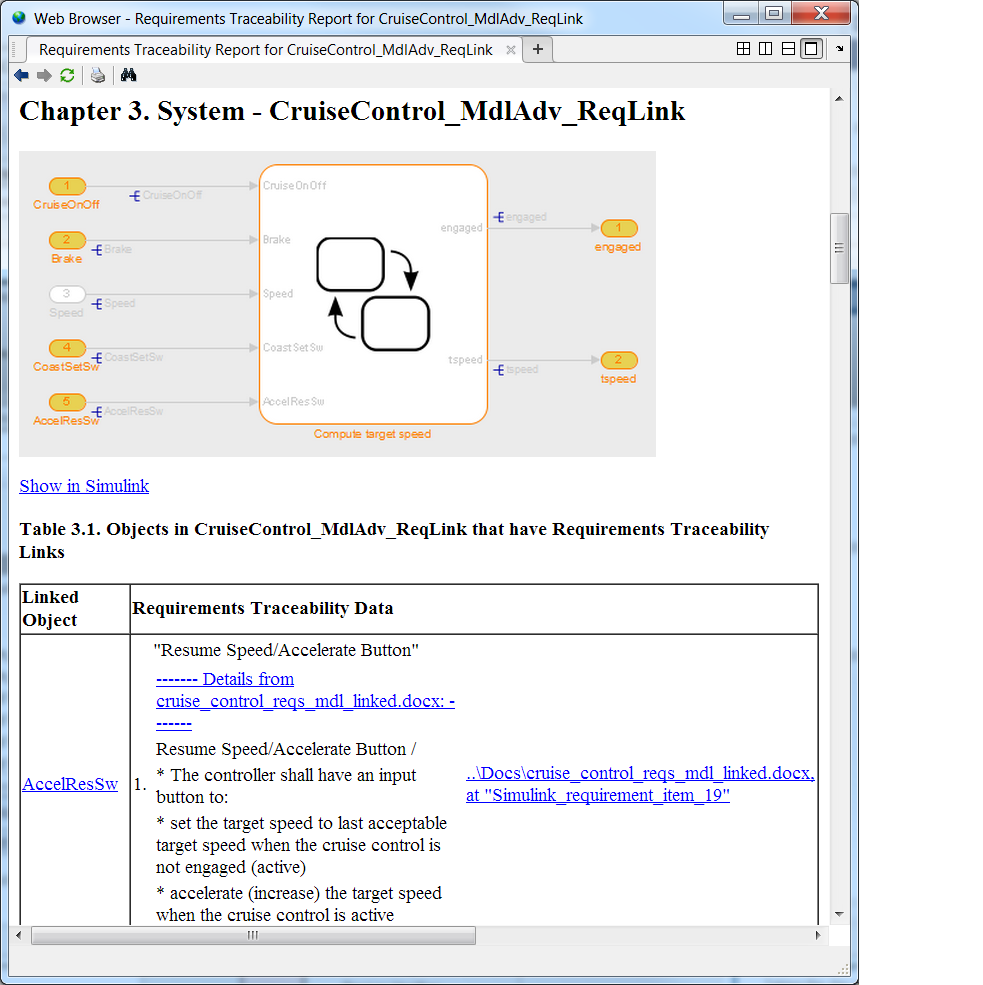 Web Browser - Requirements Traceability Report for CruiseControl_MdlAdv_ReqLink
Requirements Traceability Report for CruiseControl_MdlAdv_ReqLink
Chapter 3. System - CruiseControl_MdlAdv_ReqLink
1
CruiseOnOff
CruiseOnOff
CruiseOnOff
2
Brake
Brake
Brake
3
Speed
Speed
Speed
4
CoastSetSw
CoastSetSw
CoastSetSw
5
AccelResSw
AccelResSw
AccelResSw
engaged
engaged
1
engaged
tspeed
tspeed
2
tspeed
Compute target speed
Show in Simulink
Table 3.1. Objects in CruiseControl_MdlAdv_ReqLink that have Requirements Traceability
Links
Linked
Object
Requirements Traceability Data
AccelResSw
1.
"Resume Speed/Accelerate Button"
------- Details from
cruise_control_reqs_mdl_linked.docx: -
------
Resume Speed/Accelerate Button /
* The controller shall have an input
button to:
* set the target speed to last acceptable
target speed when the cruise control is
not engaged (active)
* accelerate (increase) the target speed
when the cruise control is active
..\Docs\cruise_control_reqs_mdl_linked.docx,
at "Simulink_requirement_item_19"